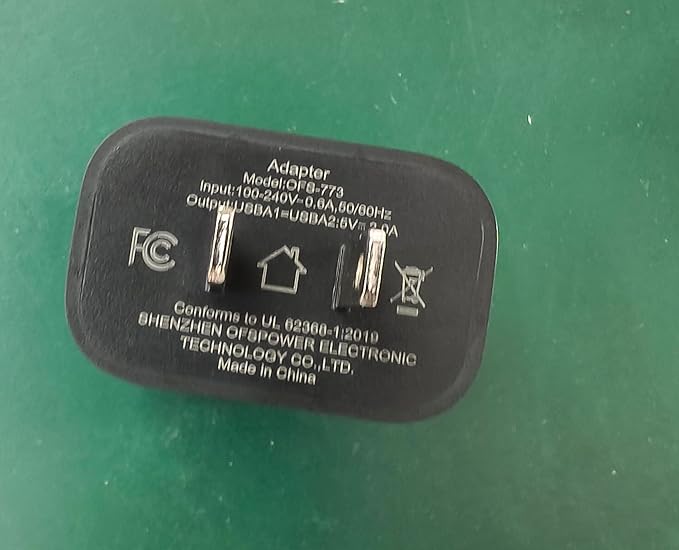 Adapter
Model:OFS-773
Input:100-240V~0.6A,50/60Hz
Output:USBA1=USBA2:5V⎓2.0A
FC
Conforms to UL 62368-1:2019
SHENZHEN OFSPOWER ELECTRONIC
TECHNOLOGY CO.,LTD.
Made in China